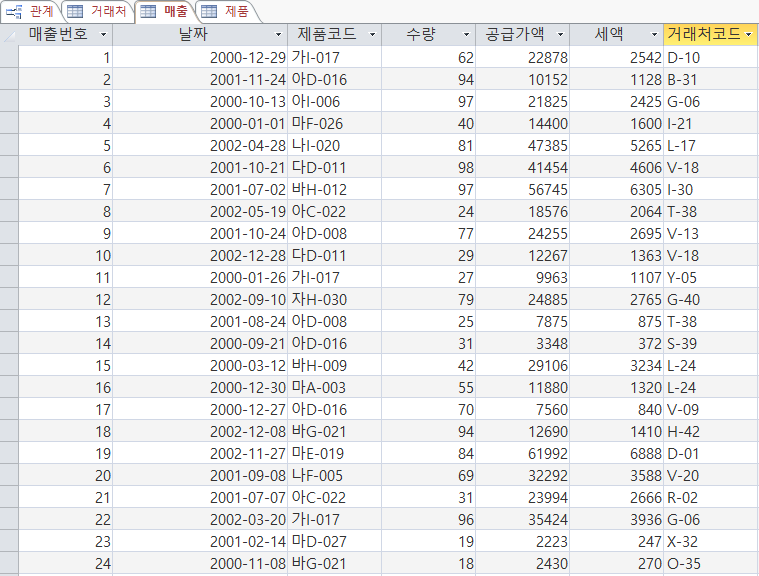 관계 거래처 매출 제품
매출번호 날짜 제품코드 수량 공급가액 세액 거래처코드
1 2000-12-29 가I-017 62 22878 2542 D-10
2 2001-11-24 아D-016 94 10152 1128 B-31
3 2000-10-13 아I-006 97 21825 2425 G-06
4 2000-01-01 마F-026 40 14400 1600 I-21
5 2002-04-28 나I-020 81 47385 5265 L-17
6 2001-10-21 다D-011 98 41454 4606 V-18
7 2001-07-02 바H-012 97 56745 6305 I-30
8 2002-05-19 아C-022 24 18576 2064 T-38
9 2001-10-24 아D-008 77 24255 2695 V-13
10 2002-12-28 다D-011 29 12267 1363 V-18
11 2000-01-26 가I-017 27 9963 1107 Y-05
12 2002-09-10 자H-030 79 24885 2765 G-40
13 2001-08-24 아D-008 25 7875 875 T-38
14 2000-09-21 아D-016 31 3348 372 S-39
15 2000-03-12 바H-009 42 29106 3234 L-24
16 2000-12-30 마A-003 55 11880 1320 L-24
17 2000-12-27 아D-016 70 7560 840 V-09
18 2002-12-08 바G-021 94 12690 1410 H-42
19 2002-11-27 마E-019 84 61992 6888 D-01
20 2001-09-08 나F-005 69 32292 3588 V-20
21 2001-07-07 아C-022 31 23994 2666 R-02
22 2002-03-20 가I-017 96 35424 3936 G-06
23 2001-02-14 마D-027 19 2223 247 X-32
24 2000-11-08 바G-021 18 2430 270 O-35